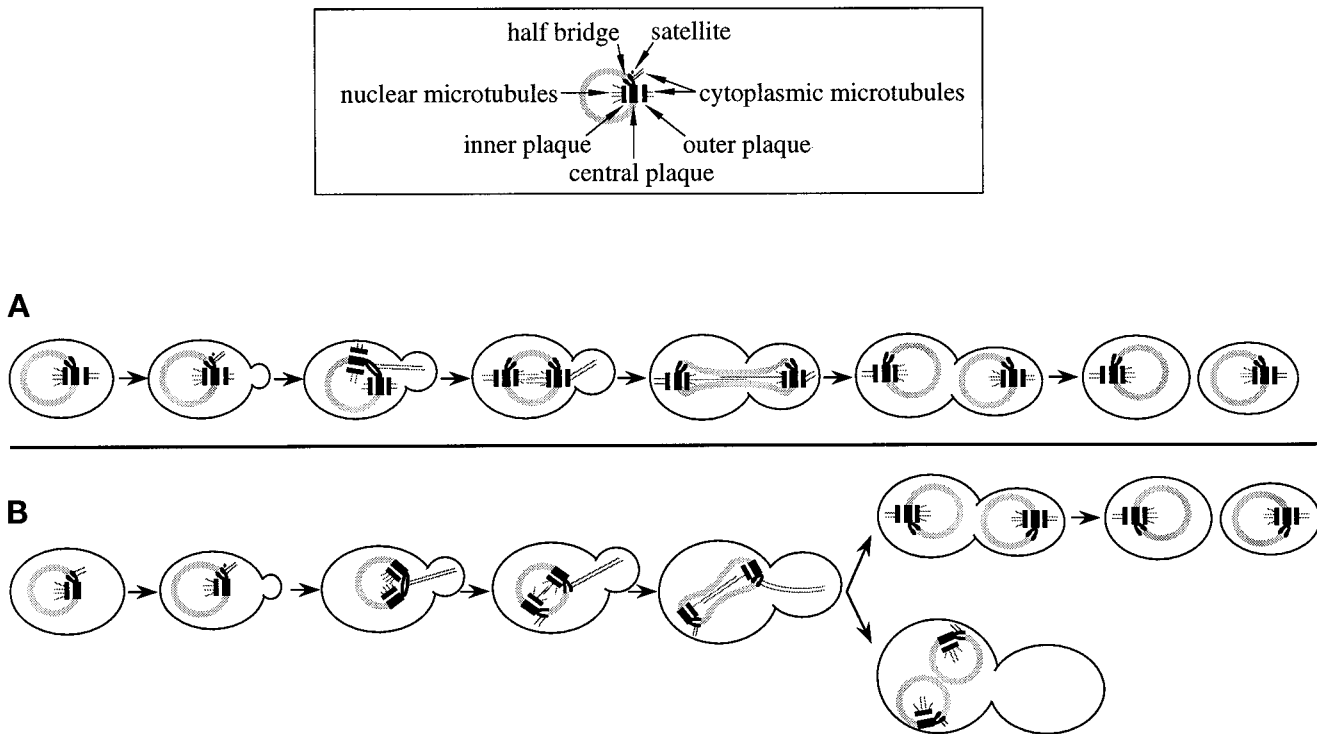 half bridge satellite
nuclear microtubules cytoplasmic microtubules
inner plaque outer plaque
central plaque
A
B